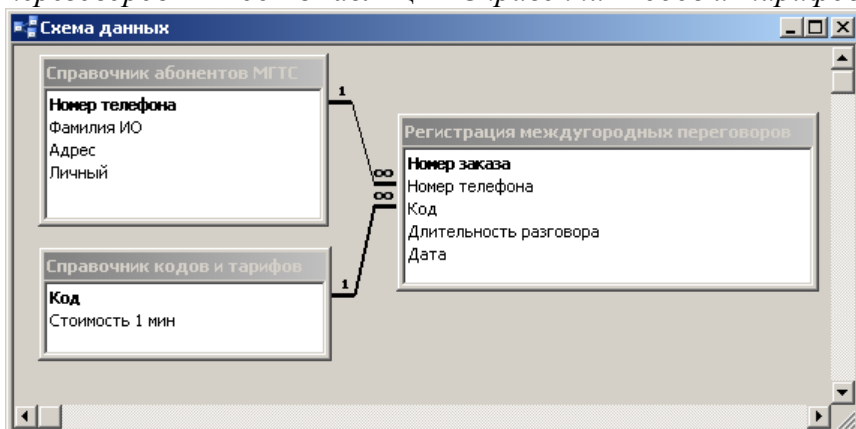 Схема данных
Справочник абонентов МГТС
Номер телефона
Фамилия ИО
Адрес
Личный
1
∞
Регистрация междугородных переговоров
Номер заказа
Номер телефона
Код
Длительность разговора
Дата
∞
Справочник кодов и тарифов
Код
Стоимость 1 мин
1